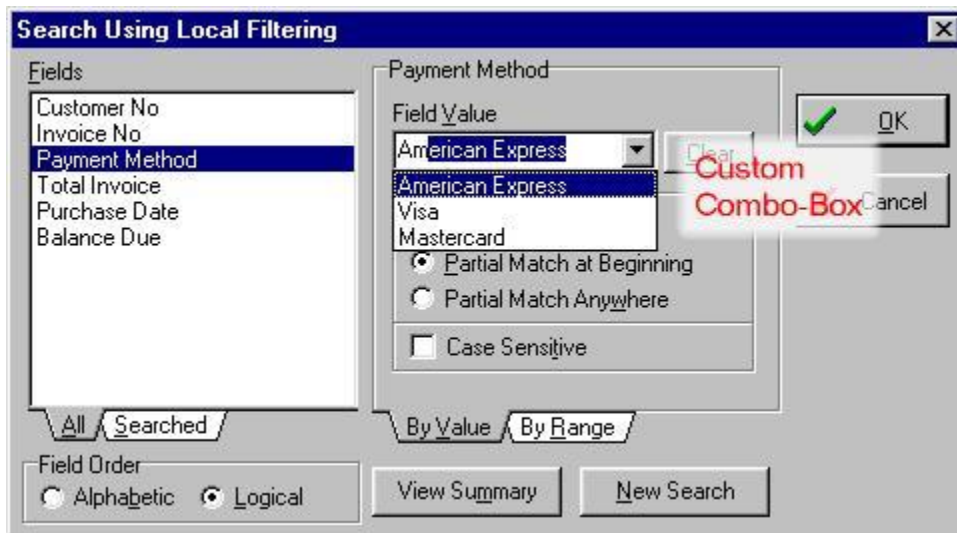 Search Using Local Filtering
Fields
Customer No
Invoice No
Payment Method
Total Invoice
Purchase Date
Balance Due
All
Searched
Field Order
Alphabetic
Logical
Payment Method
Field Value
American Express
Clear
American Express
Visa
Mastercard
Partial Match at Beginning
Partial Match Anywhere
Case Sensitive
By Value
By Range
View Summary
New Search
OK
Cancel
Custom
Combo-Box